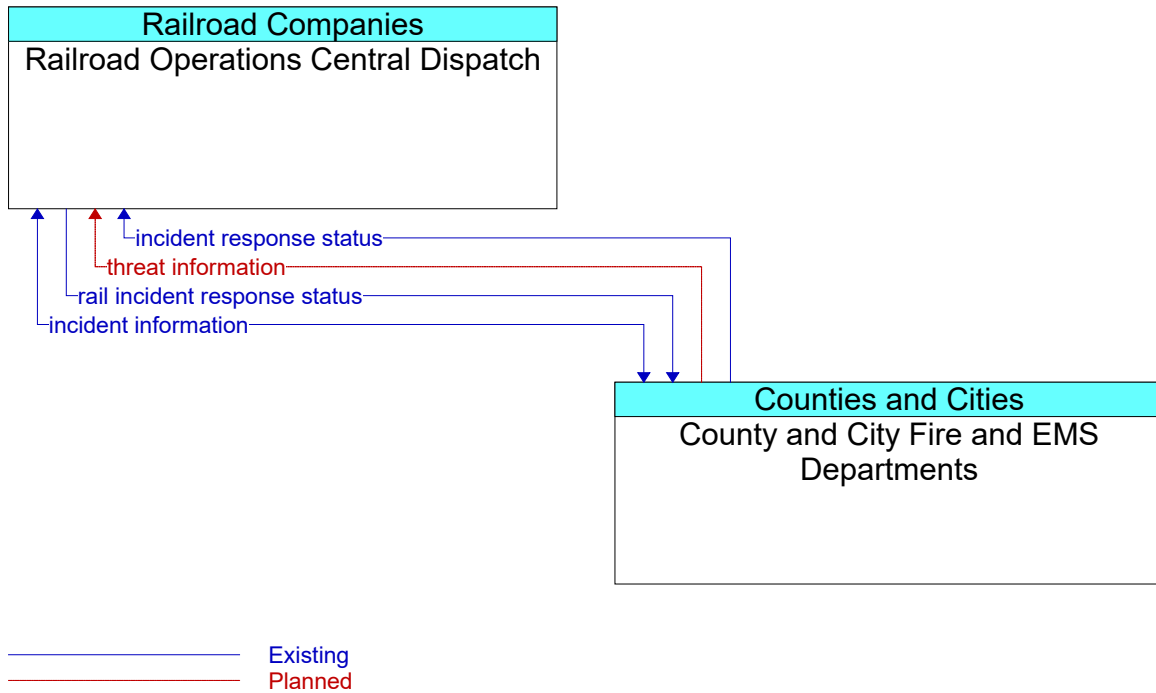 Railroad Companies
Railroad Operations Central Dispatch
incident response status
threat information
rail incident response status
incident information
Counties and Cities
County and City Fire and EMS
Departments
Existing
Planned